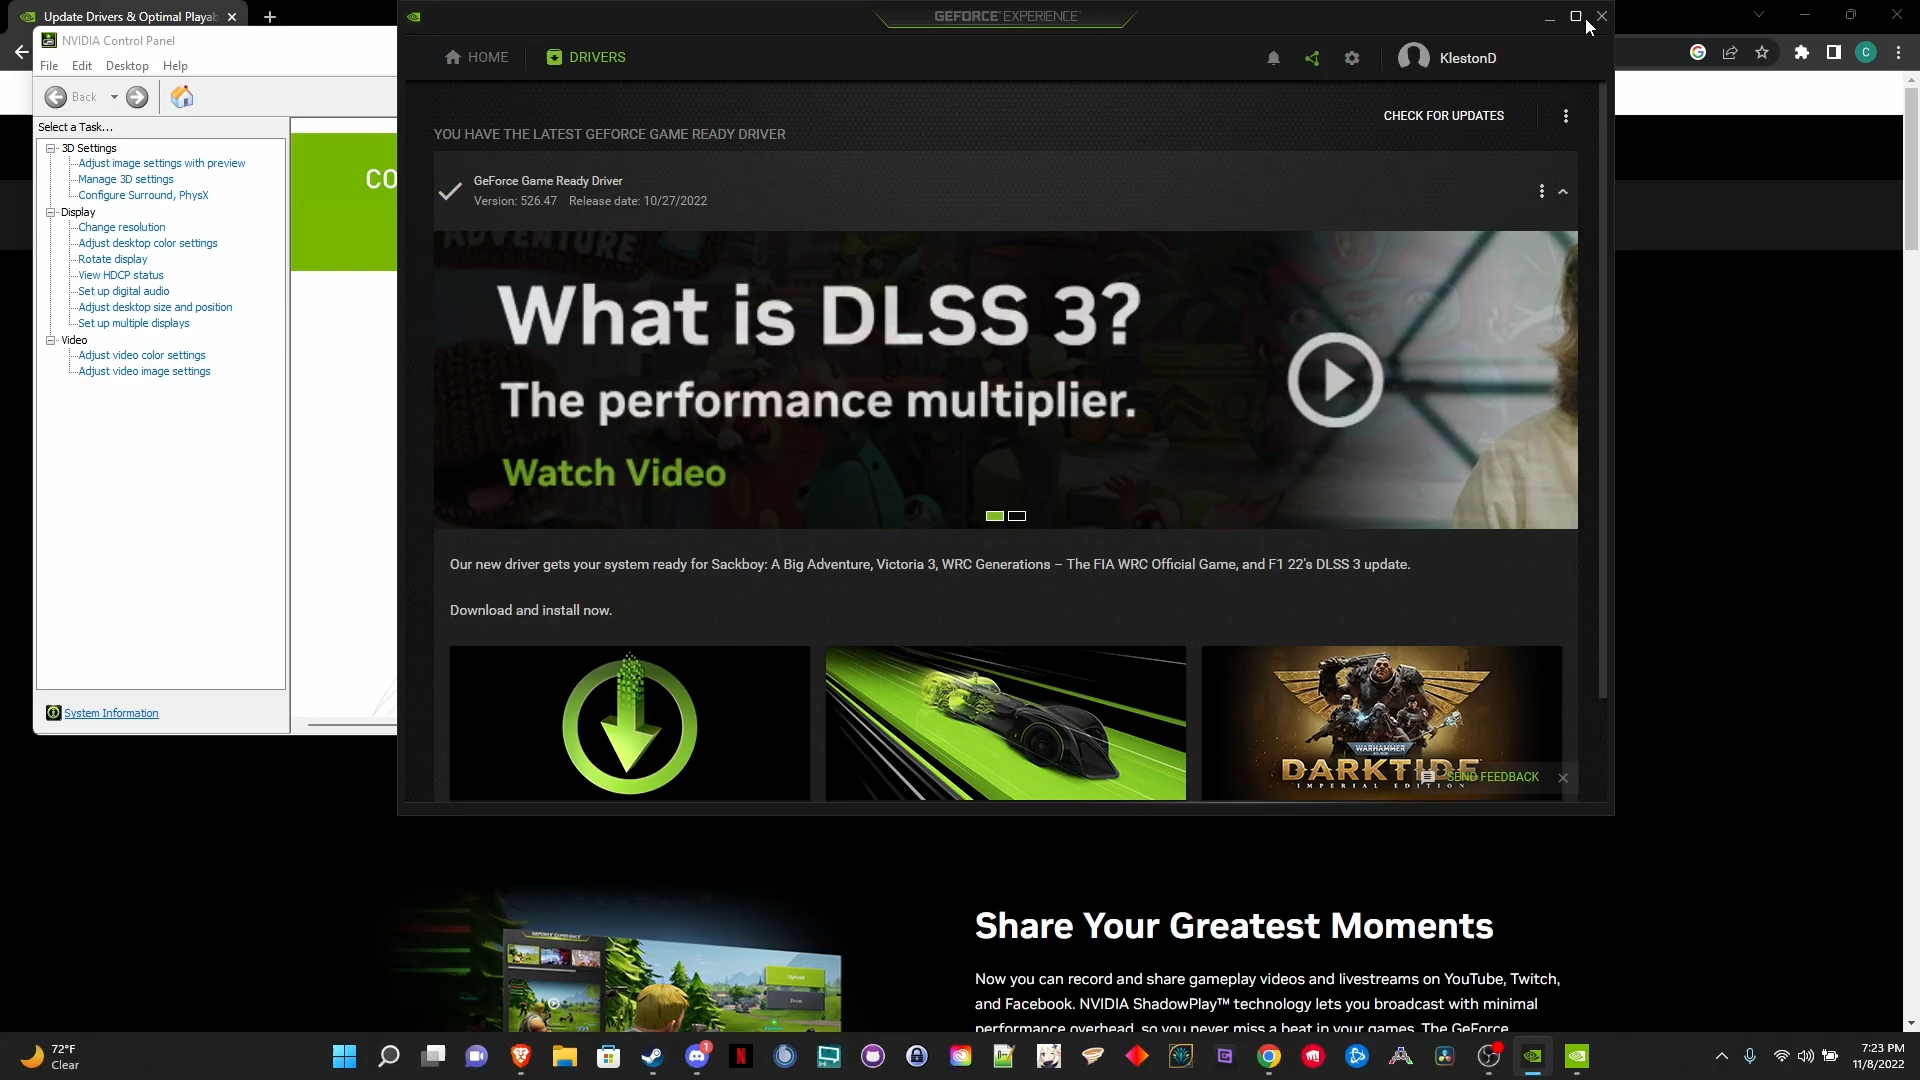 Update Drivers & Optimal Playab
NVIDIA Control Panel
File Edit Desktop Help
Back
Select a Task...
3D Settings
Adjust image settings with preview
Manage 3D settings
Configure Surround, PhysX
Display
Change resolution
Adjust desktop color settings
Rotate display
View HDCP status
Set up digital audio
Adjust desktop size and position
Set up multiple displays
Video
Adjust video color settings
Adjust video image settings
System Information
CO
GEFORCE EXPERIENCE
HOME DRIVERS
KlestonD
CHECK FOR UPDATES
YOU HAVE THE LATEST GEFORCE GAME READY DRIVER
GeForce Game Ready Driver
Version: 526.47 Release date: 10/27/2022
ADVENTURE
What is DLSS 3?
The performance multiplier.
Watch Video
Our new driver gets your system ready for Sackboy: A Big Adventure, Victoria 3, WRC Generations – The FIA WRC Official Game, and F1 22's DLSS 3 update.
Download and install now.
WARHAMMER
DARKTIDE
IMPERIAL EDITION
SEND FEEDBACK
Share Your Greatest Moments
Now you can record and share gameplay videos and livestreams on YouTube, Twitch,
and Facebook. NVIDIA ShadowPlay™ technology lets you broadcast with minimal
performance overhead, so you never miss a beat in your games. The GeForce
72°F
Clear
1
7:23 PM
11/8/2022
C